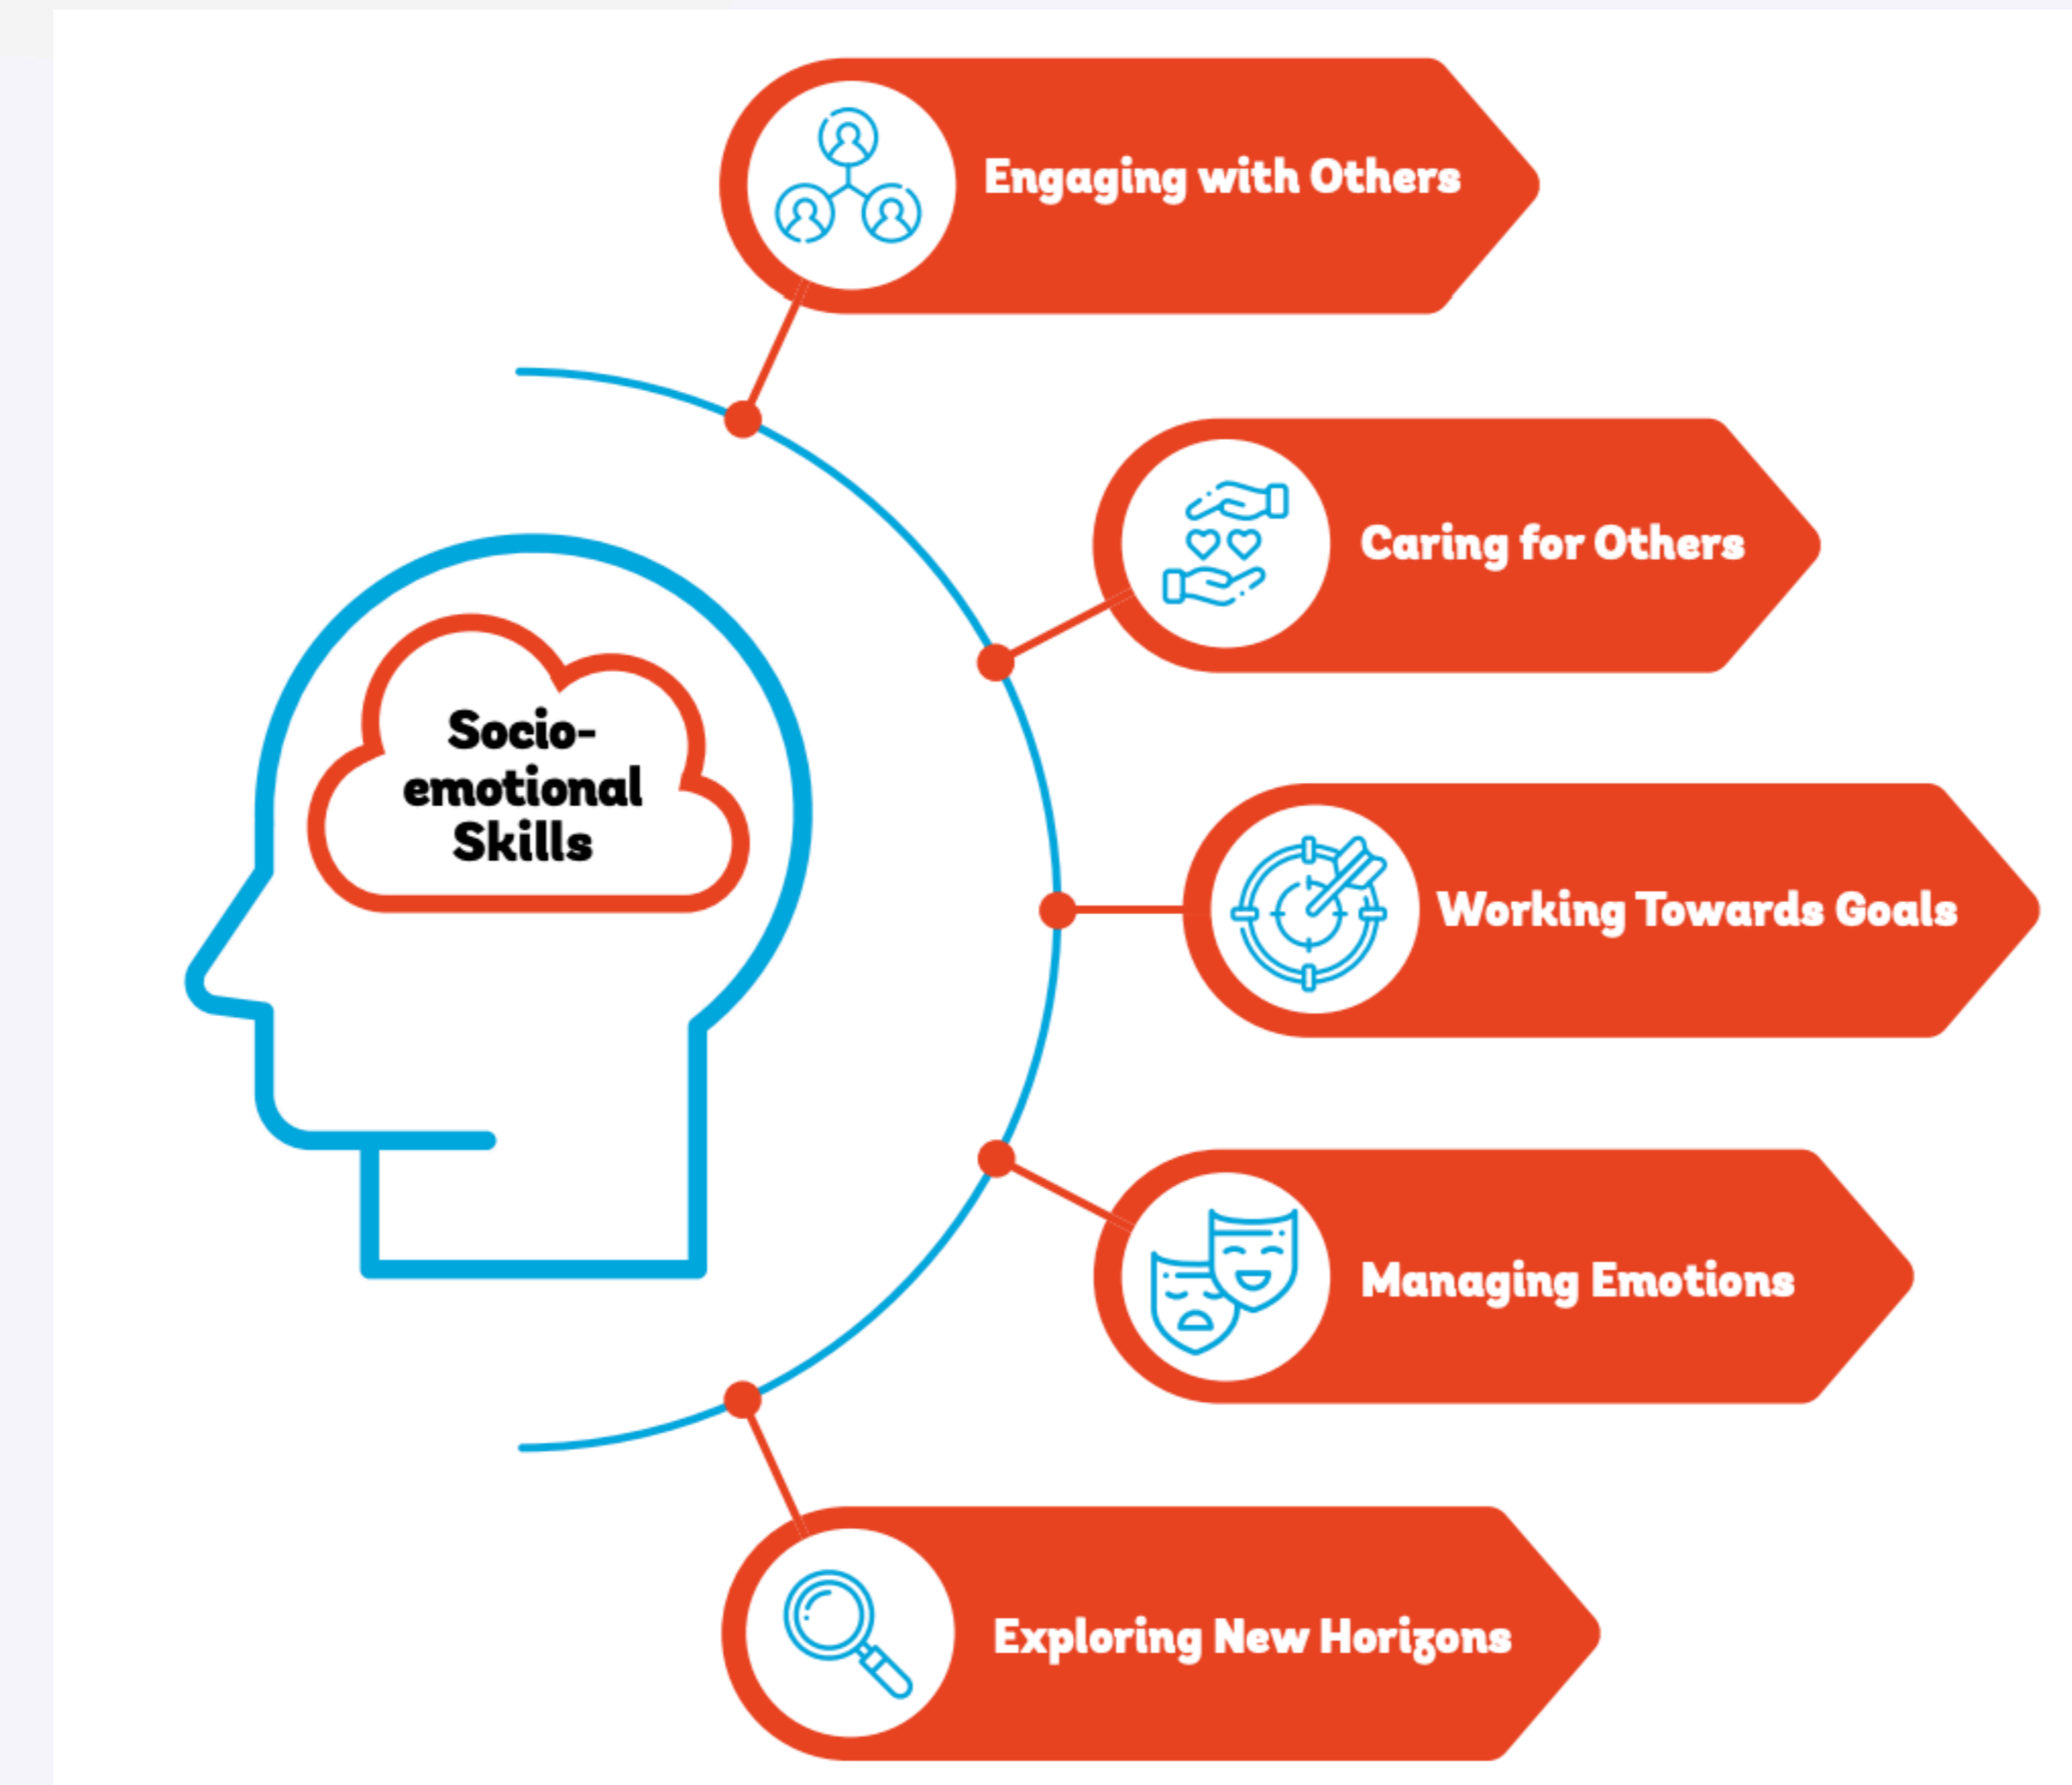 Engaging with Others
Caring for Others
Socio-
emotional
Skills
Working Towards Goals
Managing Emotions
Exploring New Horizons